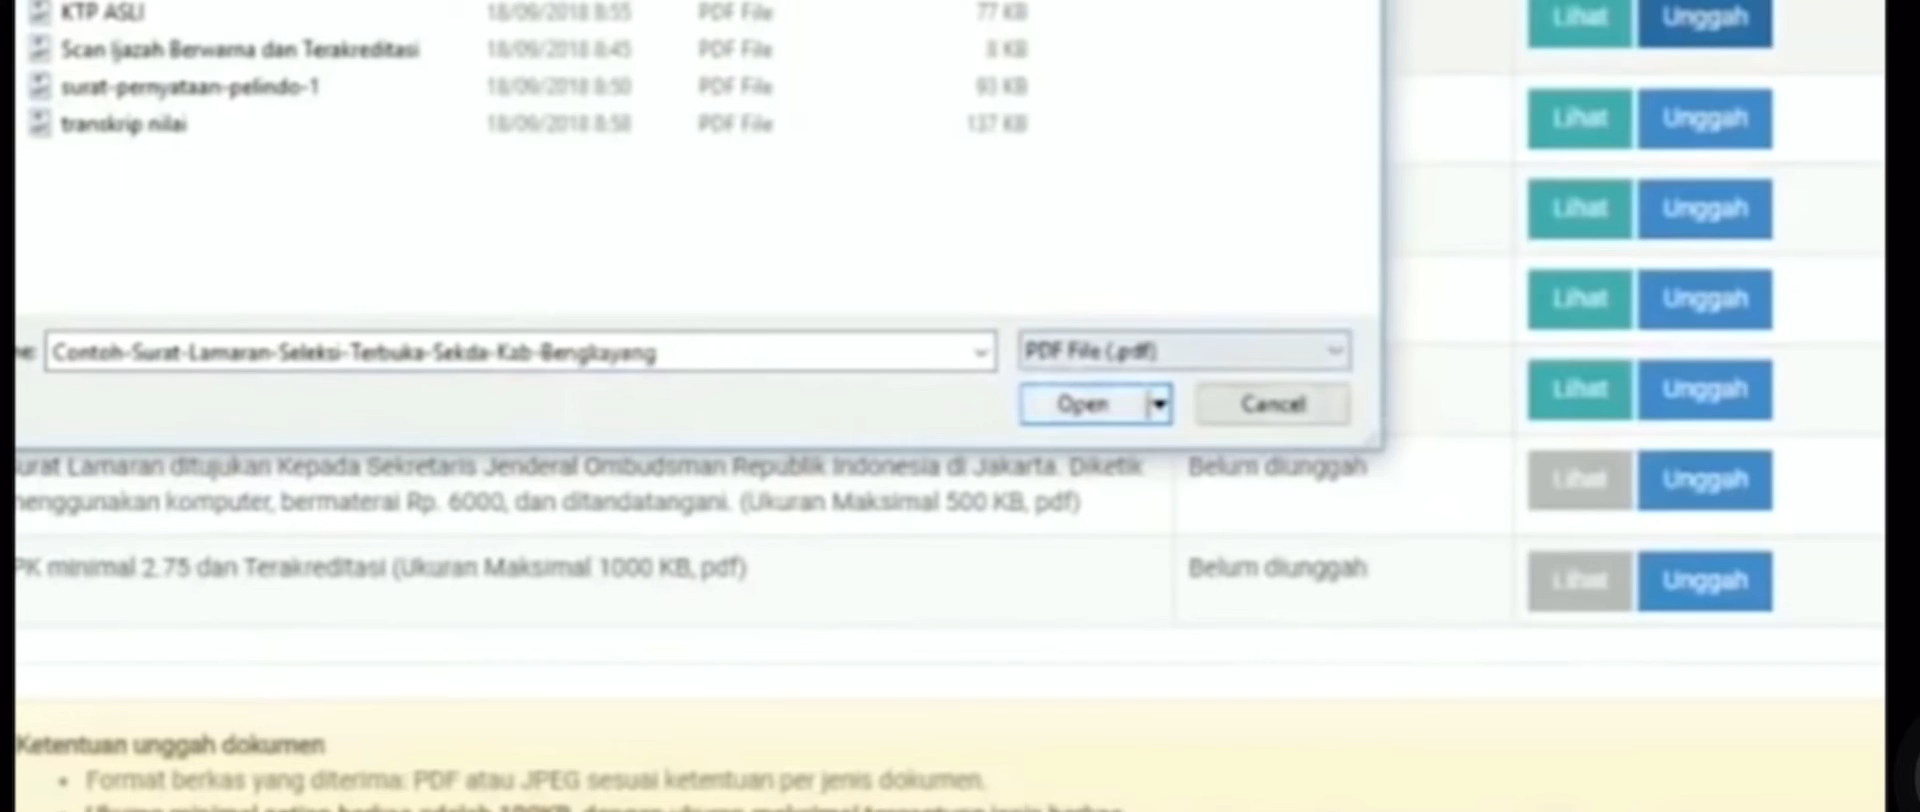 KTP ASLI 18/09/2018 8:55 PDF File 77 KB
Scan Ijazah Berwarna dan Terakreditasi 18/09/2018 8:45 PDF File 8 KB
surat-pernyataan-pelindo-1 18/09/2018 8:50 PDF File 93 KB
transkrip nilai 18/09/2018 8:58 PDF File 137 KB
Lihat Unggah
Lihat Unggah
Lihat Unggah
Lihat Unggah
Lihat Unggah
me: Contoh-Surat-Lamaran-Seleksi-Terbuka-Sekda-Kab-Bengkayang PDF File (.pdf)
Open Cancel
urat Lamaran ditujukan Kepada Sekretaris Jenderal Ombudsman Republik Indonesia di Jakarta. Diketik Belum diunggah Lihat Unggah
menggunakan komputer, bermaterai Rp. 6000, dan ditandatangani. (Ukuran Maksimal 500 KB, pdf)
PK minimal 2.75 dan Terakreditasi (Ukuran Maksimal 1000 KB, pdf) Belum diunggah Lihat Unggah
Ketentuan unggah dokumen
• Format berkas yang diterima: PDF atau JPEG sesuai ketentuan per jenis dokumen.